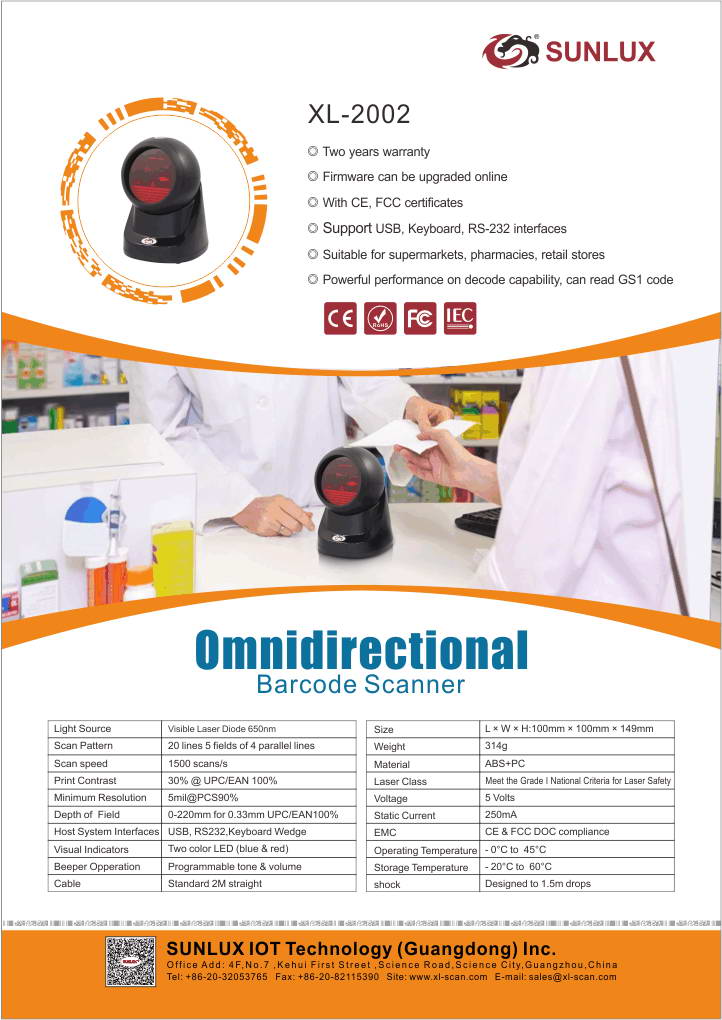 ® SUNLUX
XL-2002
◎ Two years warranty
◎ Firmware can be upgraded online
◎ With CE, FCC certificates
◎ Support USB, Keyboard, RS-232 interfaces
◎ Suitable for supermarkets, pharmacies, retail stores
◎ Powerful performance on decode capability, can read GS1 code
CE RoHS FC IEC
Omnidirectional
Barcode Scanner
Light Source Visible Laser Diode 650nm
Scan Pattern 20 lines 5 fields of 4 parallel lines
Scan speed 1500 scans/s
Print Contrast 30% @ UPC/EAN 100%
Minimum Resolution 5mil@PCS90%
Depth of Field 0-220mm for 0.33mm UPC/EAN100%
Host System Interfaces USB, RS232,Keyboard Wedge
Visual Indicators Two color LED (blue & red)
Beeper Opperation Programmable tone & volume
Cable Standard 2M straight
Size L × W × H:100mm × 100mm × 149mm
Weight 314g
Material ABS+PC
Laser Class Meet the Grade I National Criteria for Laser Safety
Voltage 5 Volts
Static Current 250mA
EMC CE & FCC DOC compliance
Operating Temperature - 0°C to 45°C
Storage Temperature - 20°C to 60°C
shock Designed to 1.5m drops
SUNLUX
SUNLUX IOT Technology (Guangdong) Inc.
Office Add: 4F,No.7 ,Kehui First Street ,Science Road,Science City,Guangzhou,China
Tel: +86-20-32053765 Fax: +86-20-82115390 Site: www.xl-scan.com E-mail: sales@xl-scan.com